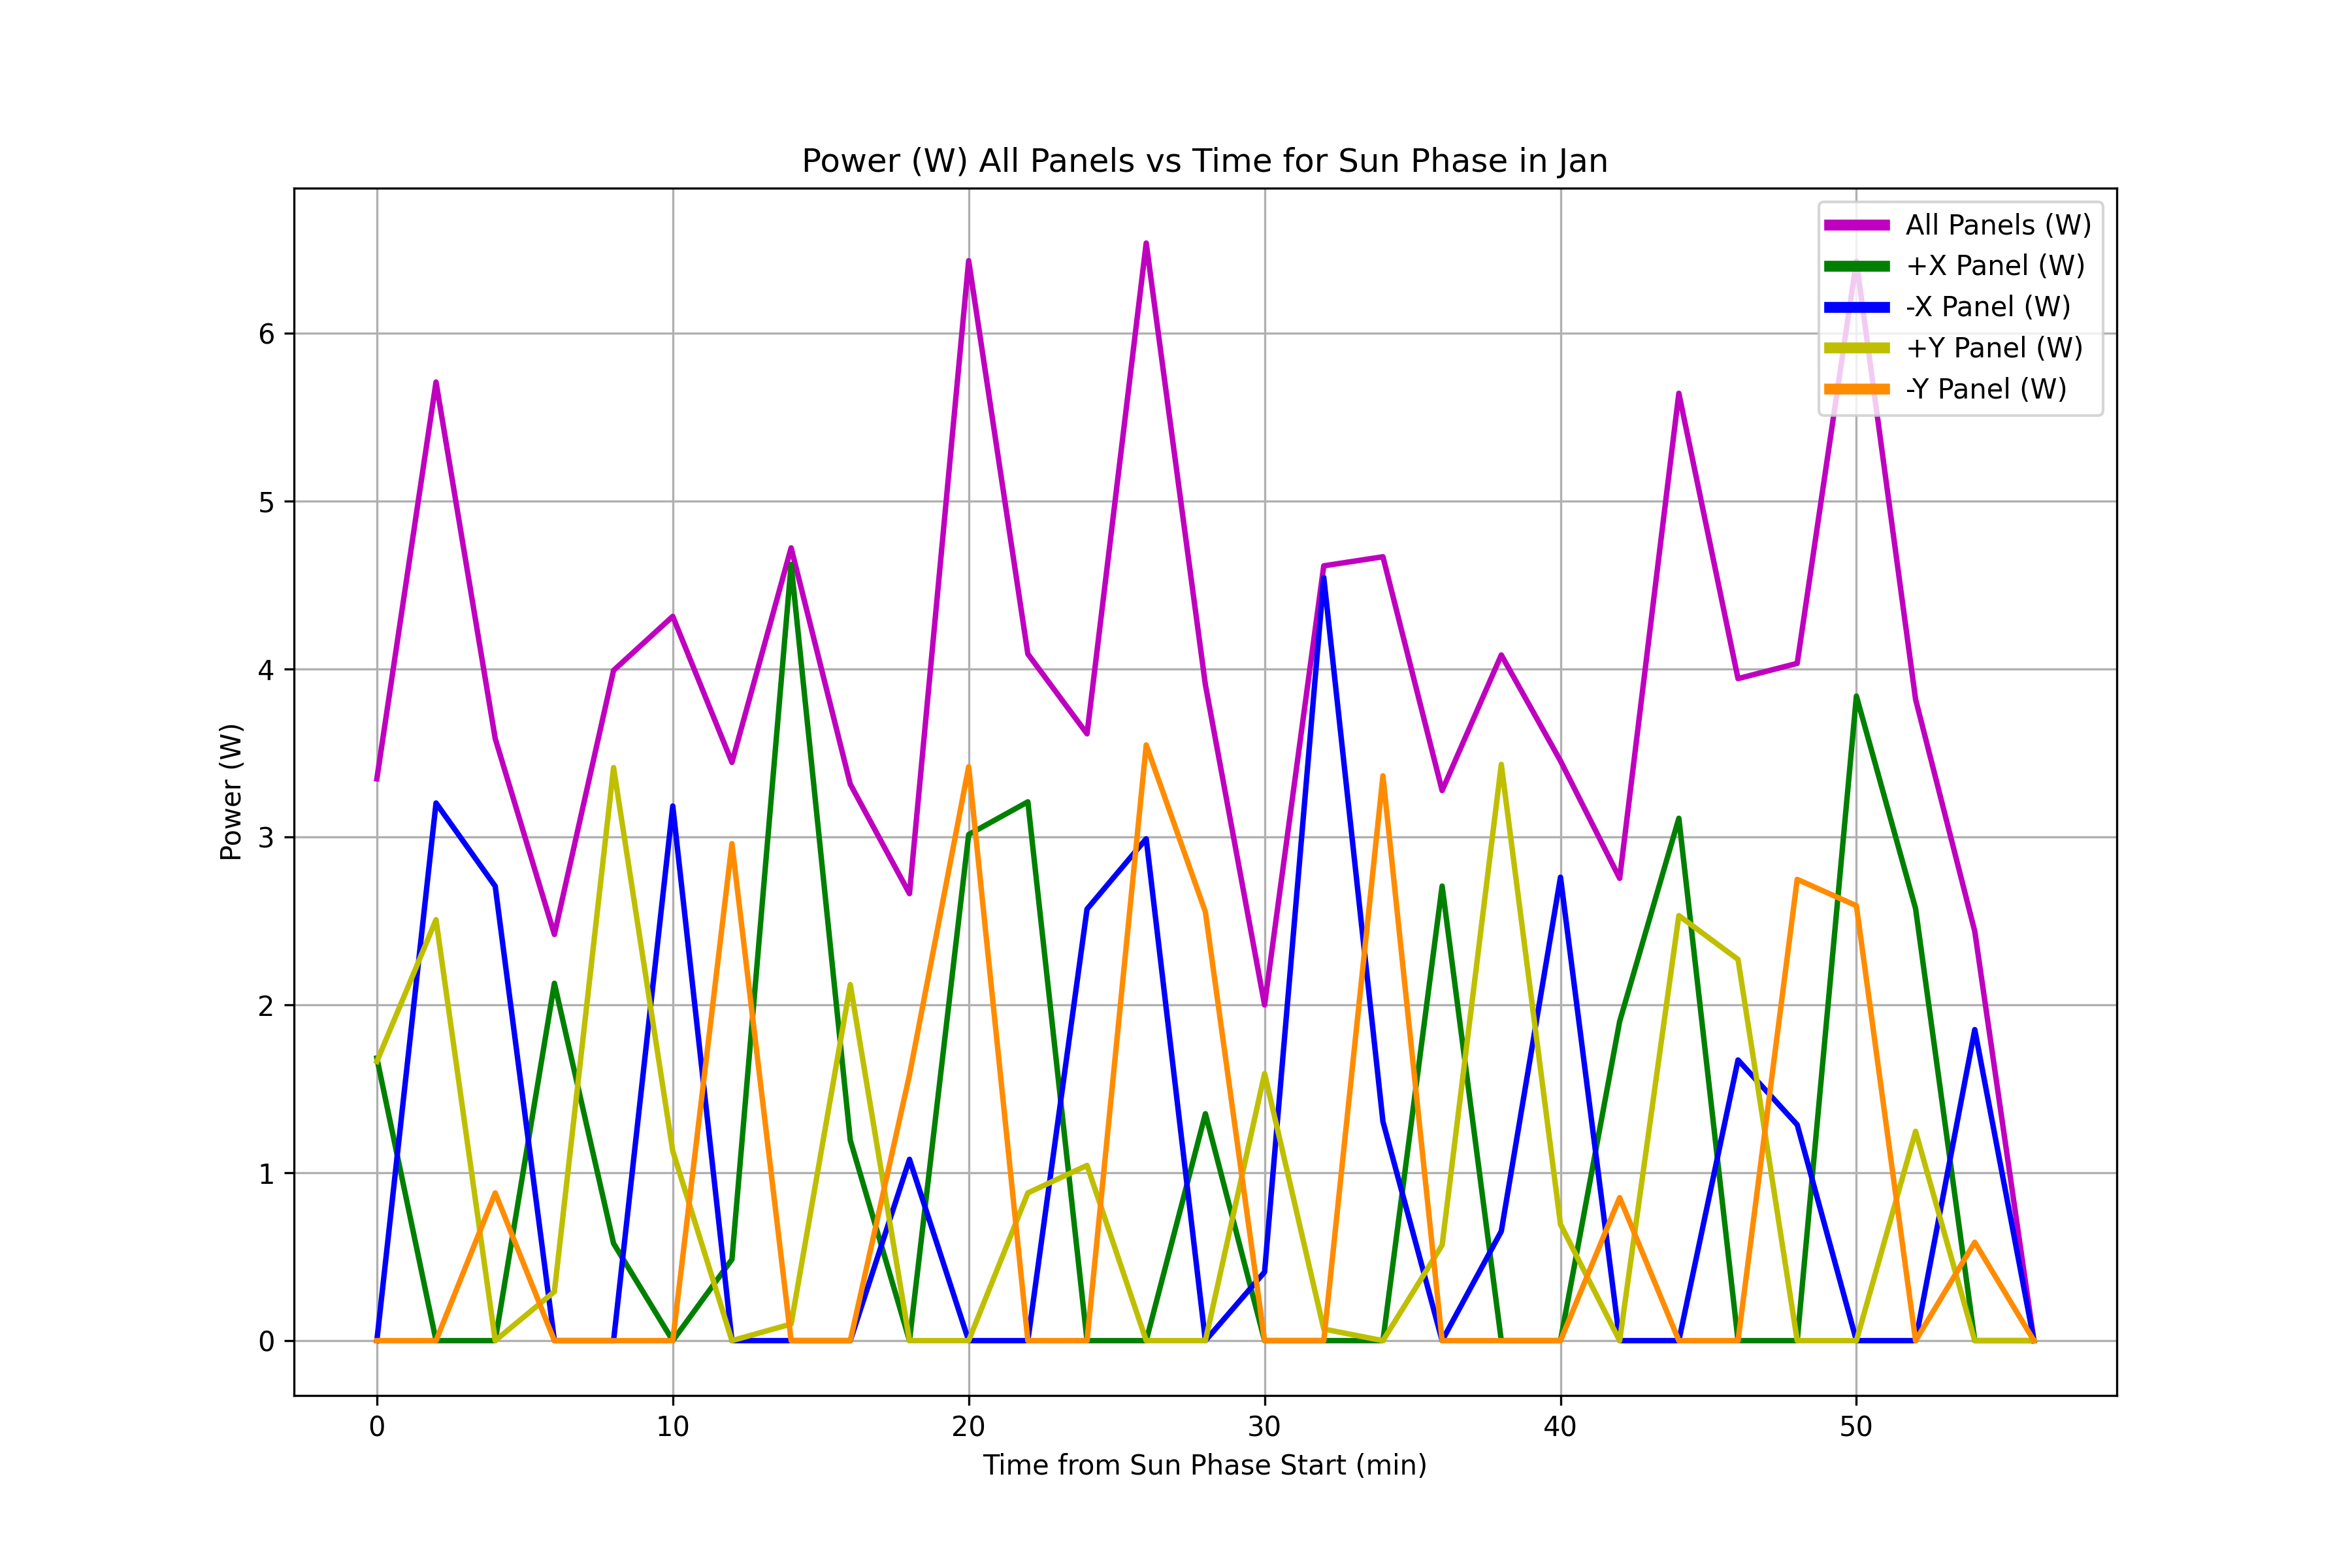 Power (W) All Panels vs Time for Sun Phase in Jan
All Panels (W)
+X Panel (W)
-X Panel (W)
+Y Panel (W)
-Y Panel (W)
6
5
4
3
2
1
0
Power (W)
0 10 20 30 40 50
Time from Sun Phase Start (min)